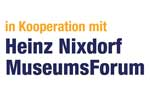 in Kooperation mit
Heinz Nixdorf
MuseumsForum